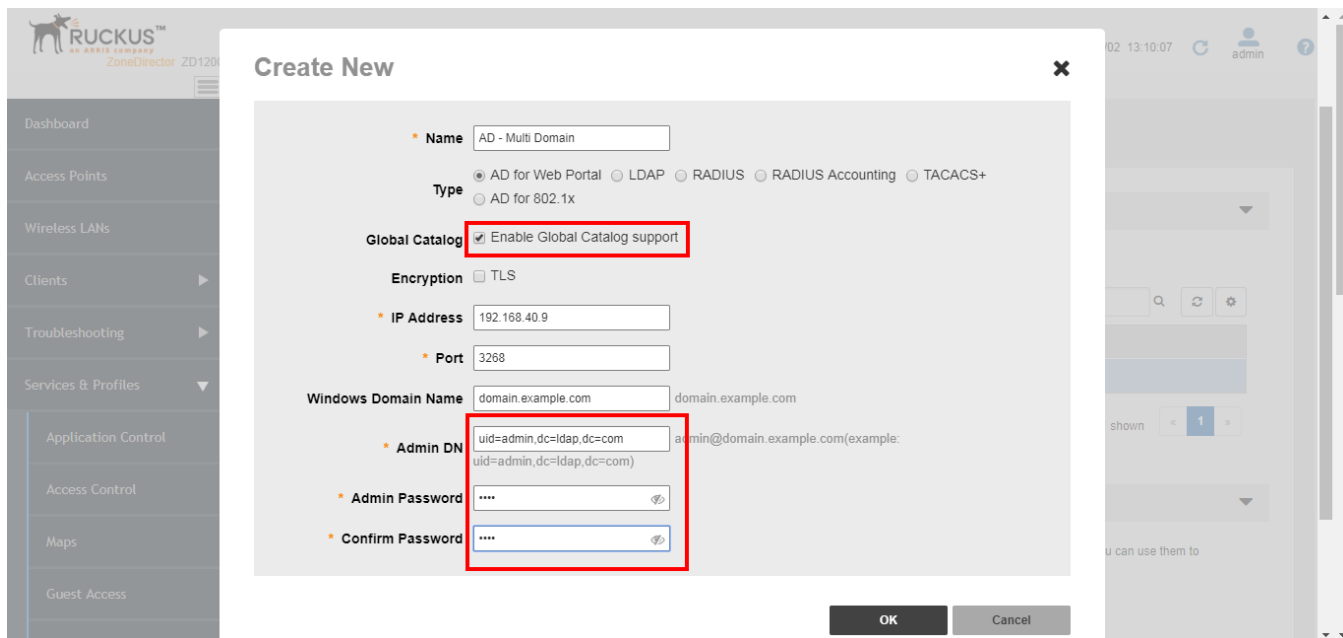 RUCKUS™
an ARRIS company
ZoneDirector ZD120
/02 13:10:07
admin
Create New
Dashboard
Access Points
Wireless LANs
Clients
Troubleshooting
Services & Profiles
Application Control
Access Control
Maps
Guest Access
* Name AD - Multi Domain
Type AD for Web Portal LDAP RADIUS RADIUS Accounting TACACS+
AD for 802.1x
Global Catalog Enable Global Catalog support
Encryption TLS
* IP Address 192.168.40.9
* Port 3268
Windows Domain Name domain.example.com domain.example.com
* Admin DN uid=admin,dc=ldap,dc=com admin@domain.example.com(example:
uid=admin,dc=ldap,dc=com)
* Admin Password ••••
* Confirm Password ••••
OK Cancel
shown « 1 »
u can use them to